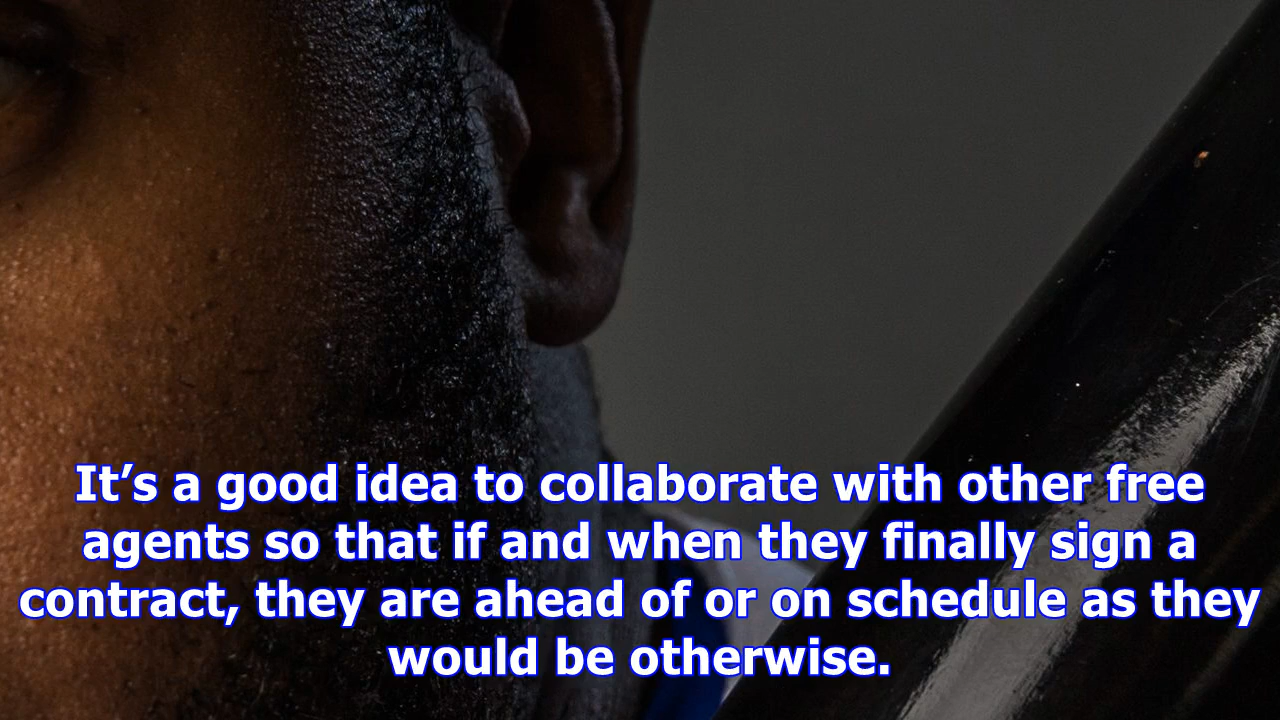 It’s a good idea to collaborate with other free
agents so that if and when they finally sign a
contract, they are ahead of or on schedule as they
would be otherwise.